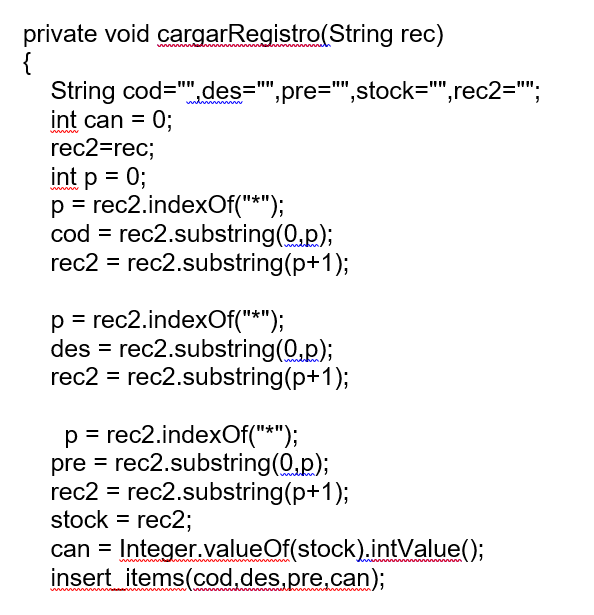 private void cargarRegistro(String rec)
{
String cod="",des="",pre="",stock="",rec2="";
int can = 0;
rec2=rec;
int p = 0;
p = rec2.indexOf("*");
cod = rec2.substring(0,p);
rec2 = rec2.substring(p+1);
p = rec2.indexOf("*");
des = rec2.substring(0,p);
rec2 = rec2.substring(p+1);
p = rec2.indexOf("*");
pre = rec2.substring(0,p);
rec2 = rec2.substring(p+1);
stock = rec2;
can = Integer.valueOf(stock).intValue();
insert_items(cod,des,pre,can);